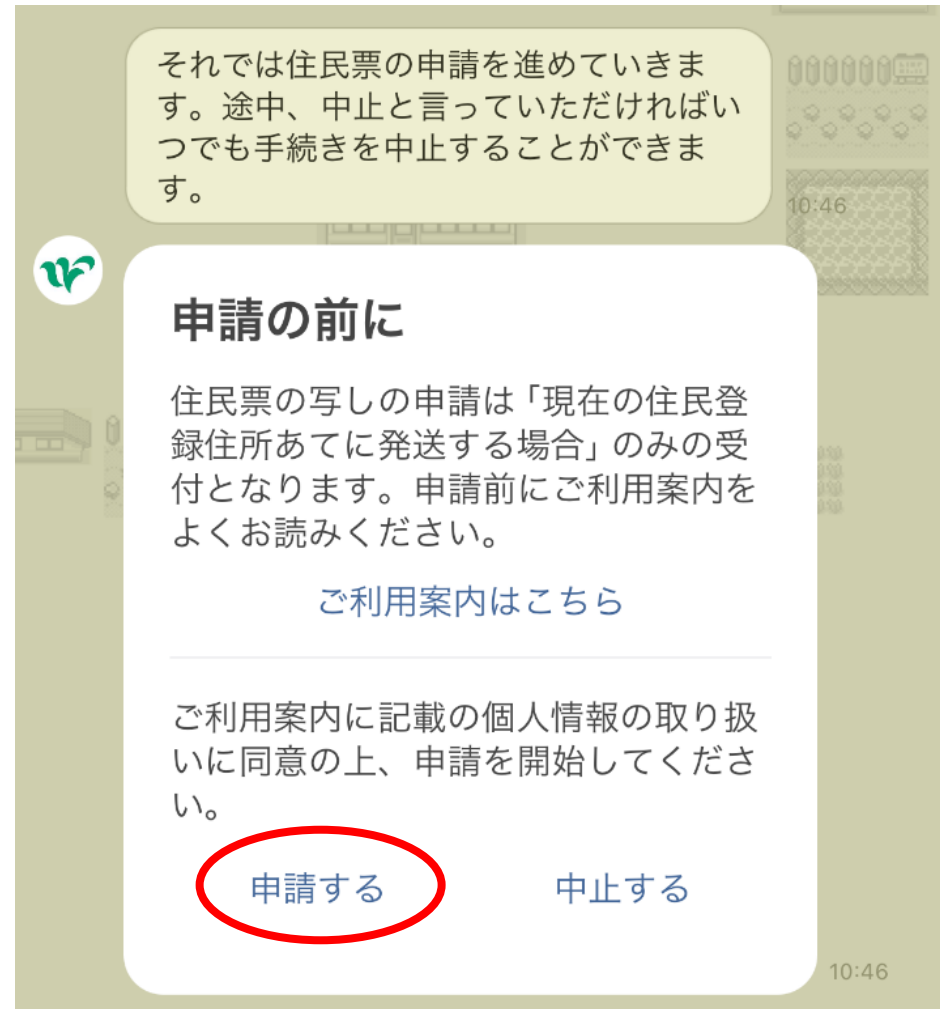 それでは住民票の申請を進めていきま
す。途中、中止と言っていただければい
つでも手続きを中止することができま
す。
10:46
申請の前に
住民票の写しの申請は「現在の住民登
録住所あてに発送する場合」のみの受
付となります。申請前にご利用案内を
よくお読みください。
ご利用案内はこちら
ご利用案内に記載の個人情報の取り扱
いに同意の上、申請を開始してくださ
い。
申請する
中止する
10:46